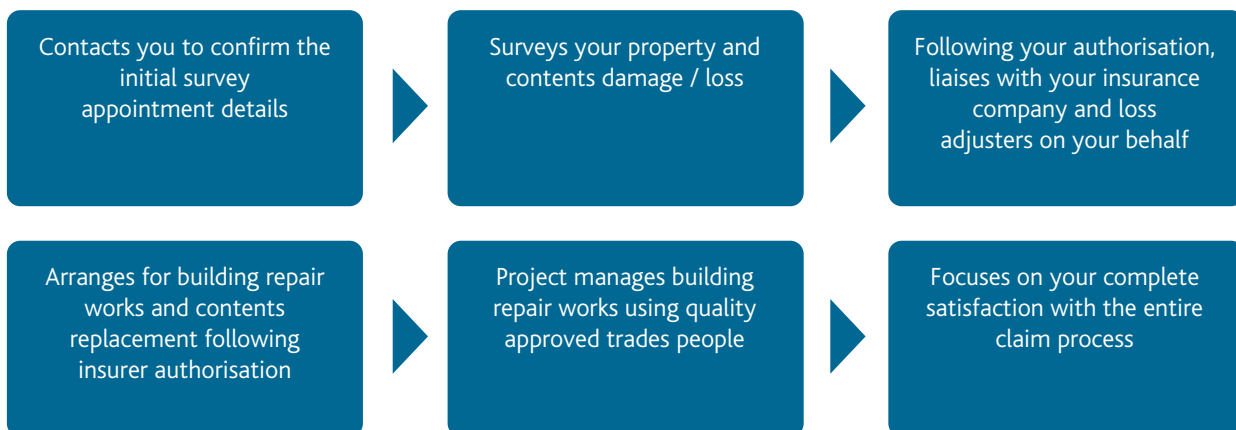 Contacts you to confirm the
initial survey
appointment details
Surveys your property and
contents damage / loss
Following your authorisation,
liaises with your insurance
company and loss
adjusters on your behalf
Arranges for building repair
works and contents
replacement following
insurer authorisation
Project manages building
repair works using quality
approved trades people
Focuses on your complete
satisfaction with the entire
claim process